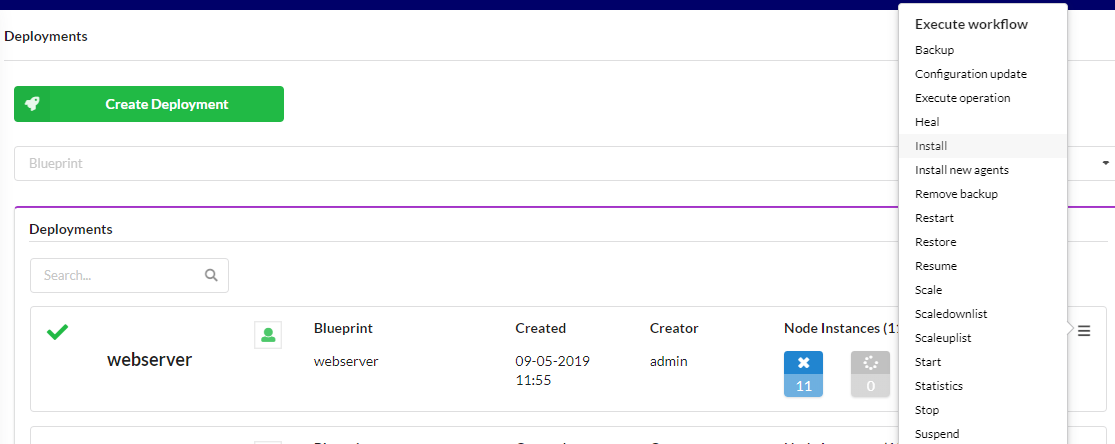 Deployments
Create Deployment
Blueprint
Deployments
Search...
webserver
Blueprint
webserver
Created
09-05-2019
11:55
Creator
admin
Node Instances (1
11
0
Execute workflow
Backup
Configuration update
Execute operation
Heal
Install
Install new agents
Remove backup
Restart
Restore
Resume
Scale
Scaledownlist
Scaleuplist
Start
Statistics
Stop
Suspend